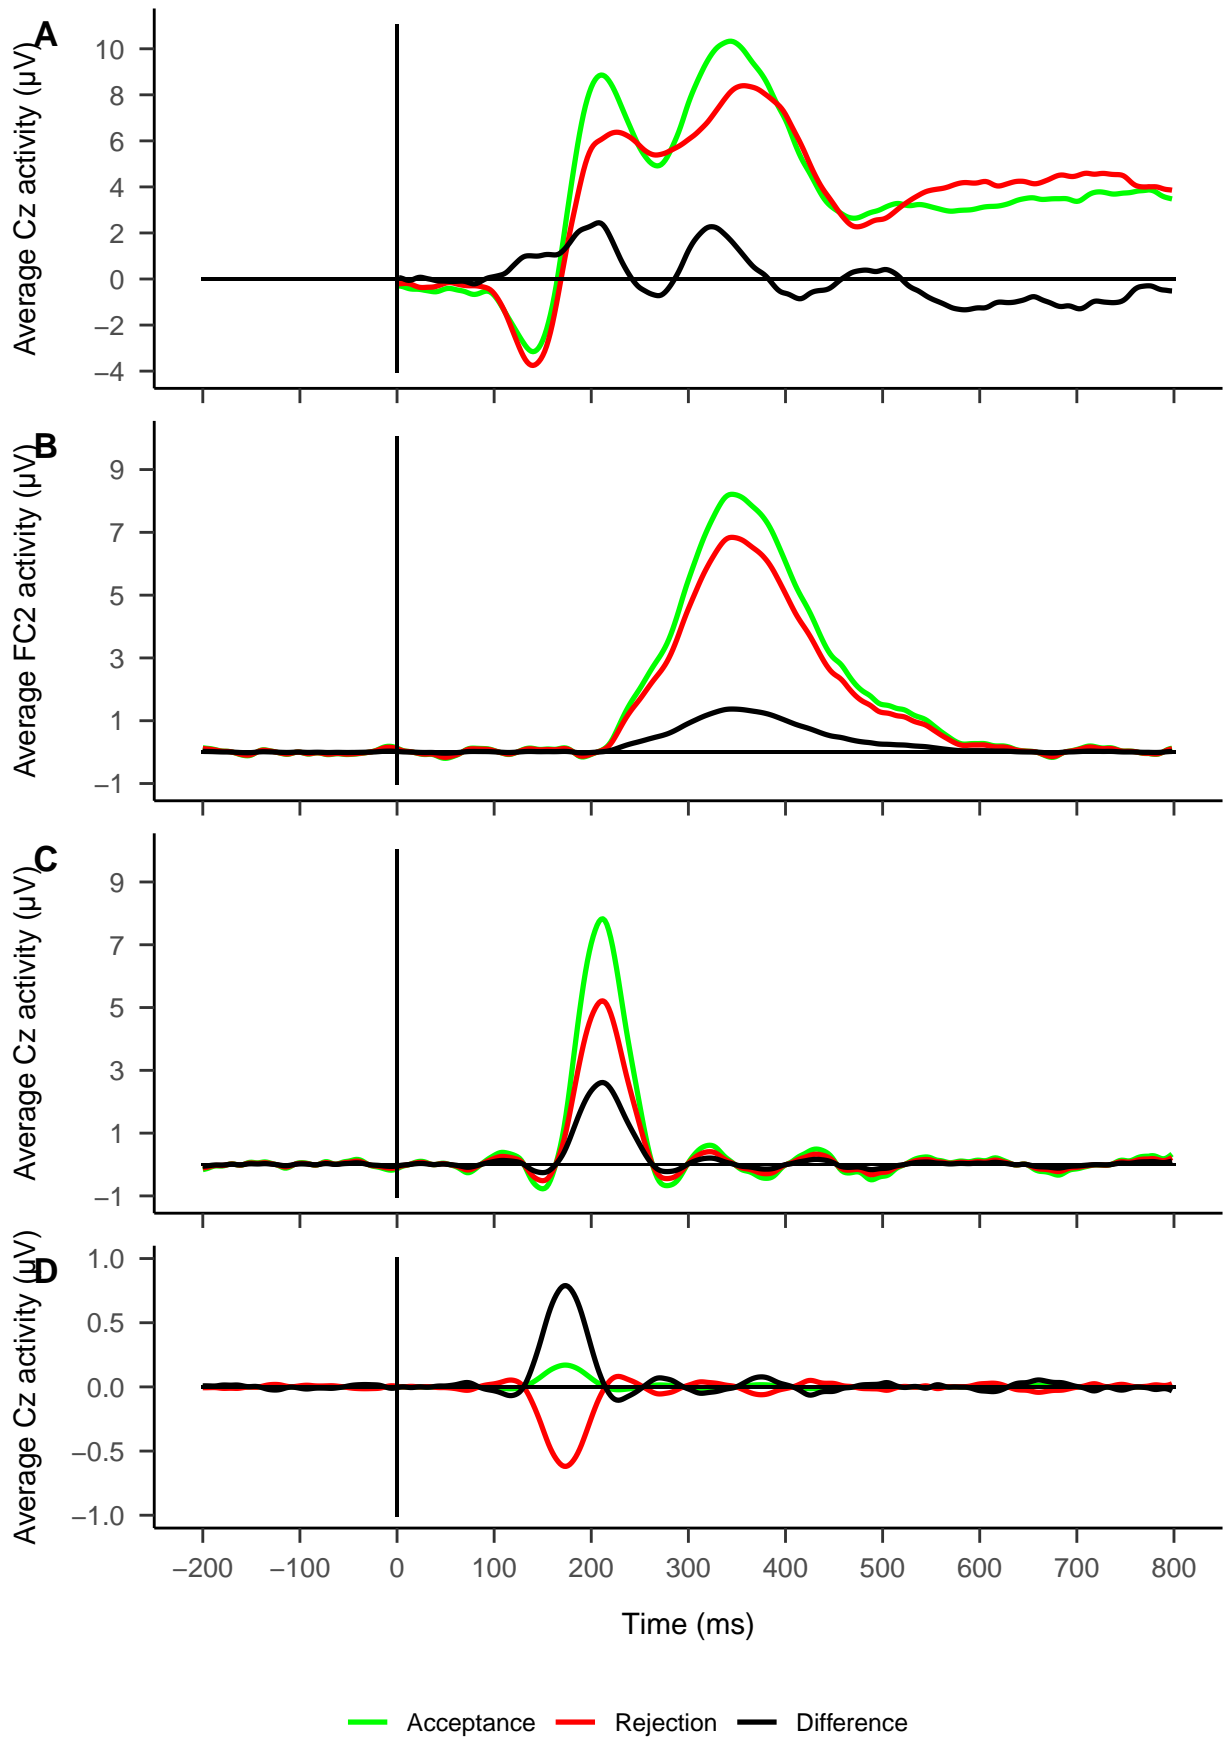 A
Average Cz activity (µV)
10
8
6
4
2
0
−2
−4
B
Average FC2 activity (µV)
9
7
5
3
1
−1
C
Average Cz activity (µV)
9
7
5
3
1
−1
D
Average Cz activity (µV)
1.0
0.5
0.0
−0.5
−1.0
−200 −100 0 100 200 300 400 500 600 700 800
Time (ms)
Acceptance Rejection Difference